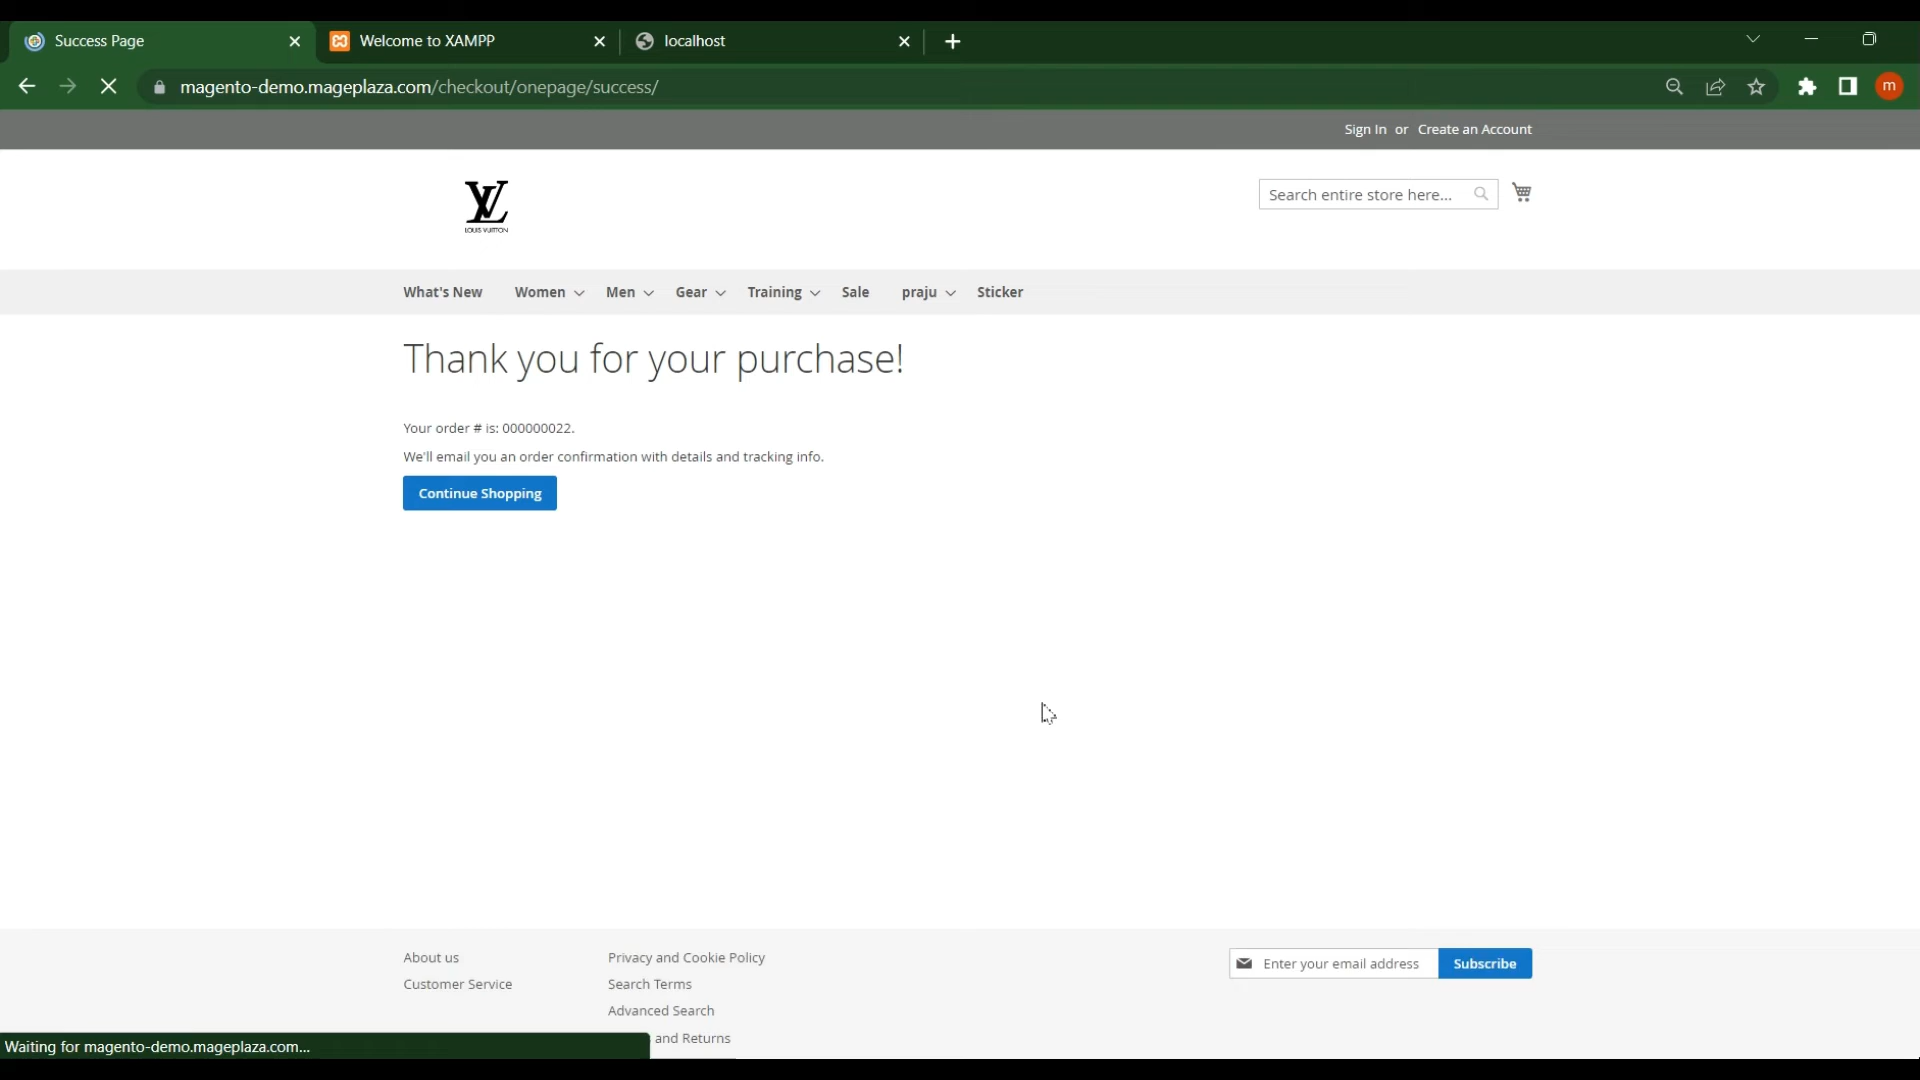 Success Page
Welcome to XAMPP
localhost
magento-demo.mageplaza.com/checkout/onepage/success/
m
Sign In or Create an Account
LOUIS VUITTON
Search entire store here...
What's New Women Men Gear Training Sale praju Sticker
Thank you for your purchase!
Your order # is: 000000022.
We'll email you an order confirmation with details and tracking info.
Continue Shopping
About us
Customer Service
Privacy and Cookie Policy
Search Terms
Advanced Search
and Returns
Enter your email address
Subscribe
Waiting for magento-demo.mageplaza.com...